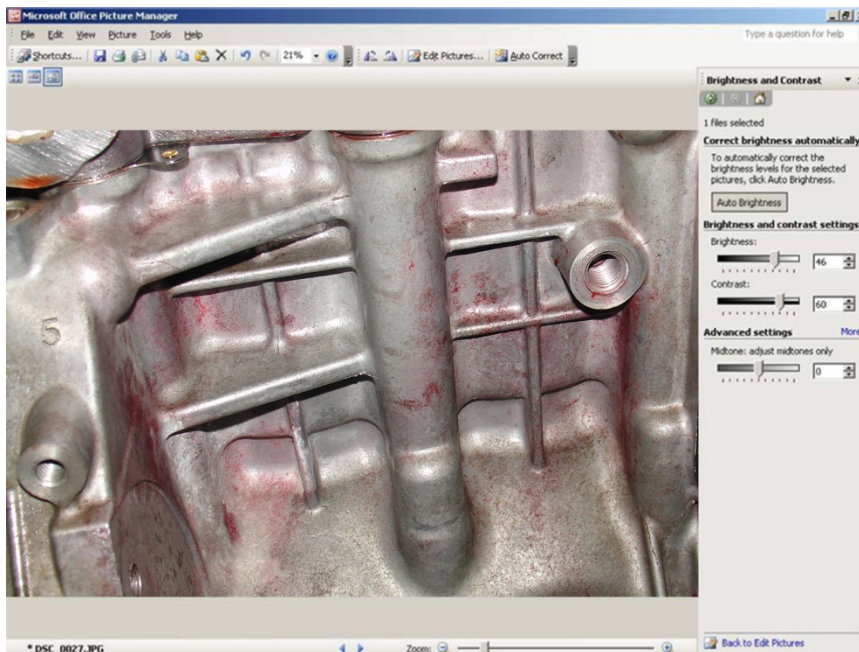 Microsoft Office Picture Manager
File Edit View Picture Tools Help
Type a question for help
Shortcuts... 21% Edit Pictures... Auto Correct
Brightness and Contrast
1 files selected
Correct brightness automatically
To automatically correct the
brightness levels for the selected
pictures, click Auto Brightness.
Auto Brightness
Brightness and contrast settings
Brightness:
46
Contrast:
60
Advanced settings More
Midtone: adjust midtones only
0
5
Back to Edit Pictures
* DSC_0027.JPG Zoom: